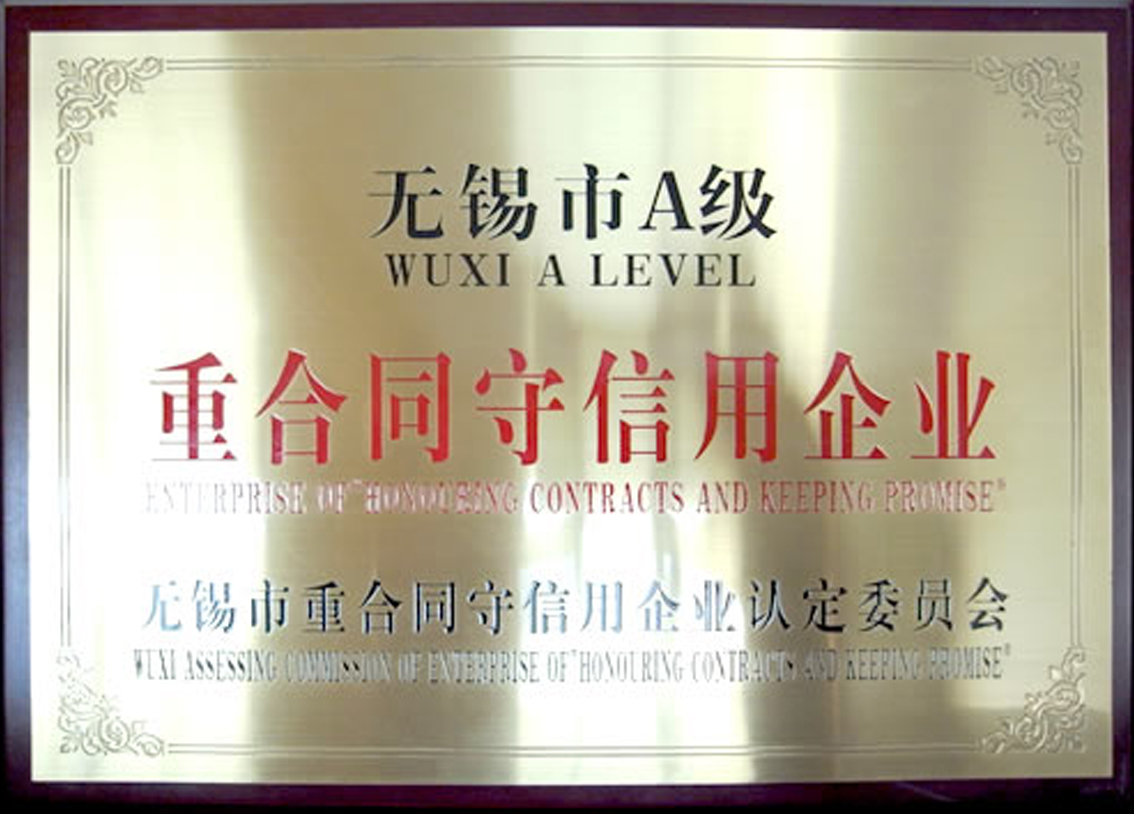 无锡市A级
WUXI A LEVEL
重合同守信用企业
ENTERPRISE OF "HONOURING CONTRACTS AND KEEPING PROMISE"
无锡市重合同守信用企业认定委员会
WUXI ASSESSING COMMISSION OF ENTERPRISE OF "HONOURING CONTRACTS AND KEEPING PROMISE"